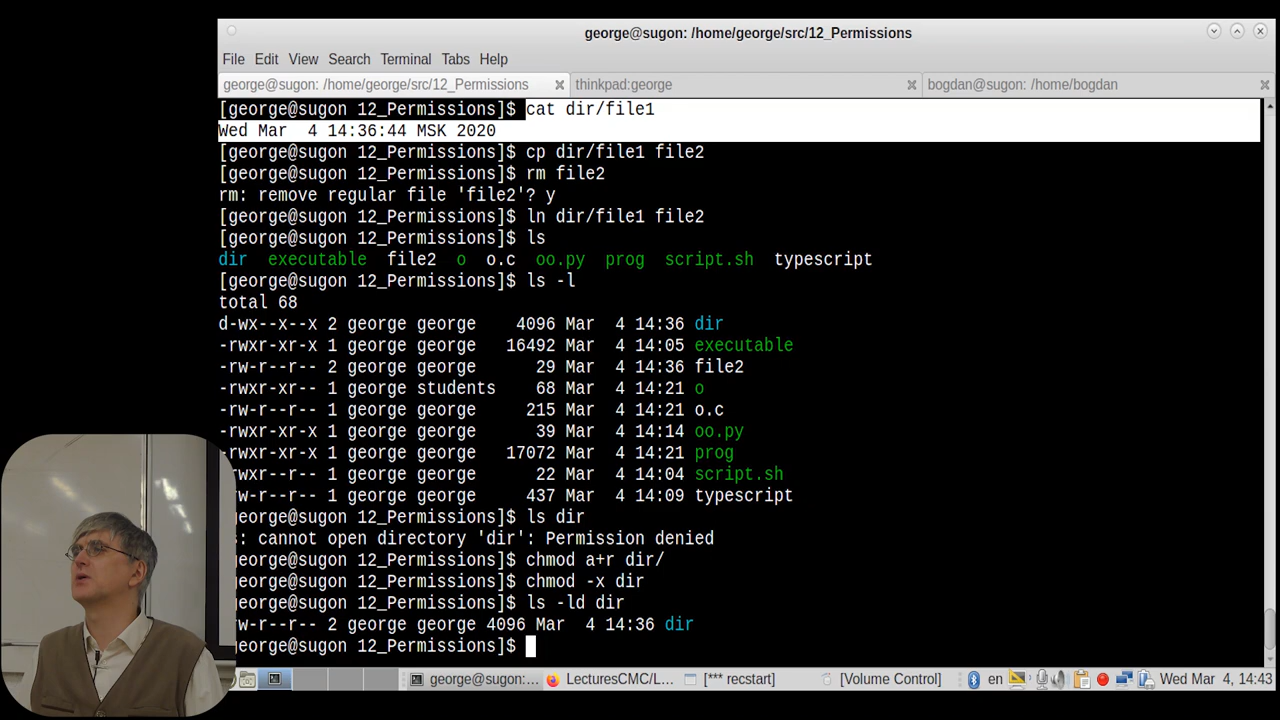 george@sugon: /home/george/src/12_Permissions
File Edit View Search Terminal Tabs Help
george@sugon: /home/george/src/12_Permissions thinkpad:george bogdan@sugon: /home/bogdan
[george@sugon 12_Permissions]$ cat dir/file1
Wed Mar  4 14:36:44 MSK 2020
[george@sugon 12_Permissions]$ cp dir/file1 file2
[george@sugon 12_Permissions]$ rm file2
rm: remove regular file 'file2'? y
[george@sugon 12_Permissions]$ ln dir/file1 file2
[george@sugon 12_Permissions]$ ls
dir  executable  file2  o  o.c  oo.py  prog  script.sh  typescript
[george@sugon 12_Permissions]$ ls -l
total 68
d-wx--x--x 2 george george    4096 Mar  4 14:36 dir
-rwxr-xr-x 1 george george   16492 Mar  4 14:05 executable
-rw-r--r-- 2 george george      29 Mar  4 14:36 file2
-rwxr-xr-- 1 george students    68 Mar  4 14:21 o
-rw-r--r-- 1 george george     215 Mar  4 14:21 o.c
-rwxr-xr-x 1 george george      39 Mar  4 14:14 oo.py
-rwxr-xr-x 1 george george   17072 Mar  4 14:21 prog
-rwxr--r-- 1 george george      22 Mar  4 14:04 script.sh
rw-r--r-- 1 george george     437 Mar  4 14:09 typescript
george@sugon 12_Permissions]$ ls dir
: cannot open directory 'dir': Permission denied
george@sugon 12_Permissions]$ chmod a+r dir/
george@sugon 12_Permissions]$ chmod -x dir
george@sugon 12_Permissions]$ ls -ld dir
rw-r--r-- 2 george george 4096 Mar  4 14:36 dir
george@sugon 12_Permissions]$
george@sugon:... LecturesCMC/L... [*** recstart] [Volume Control] en Wed Mar 4, 14:43